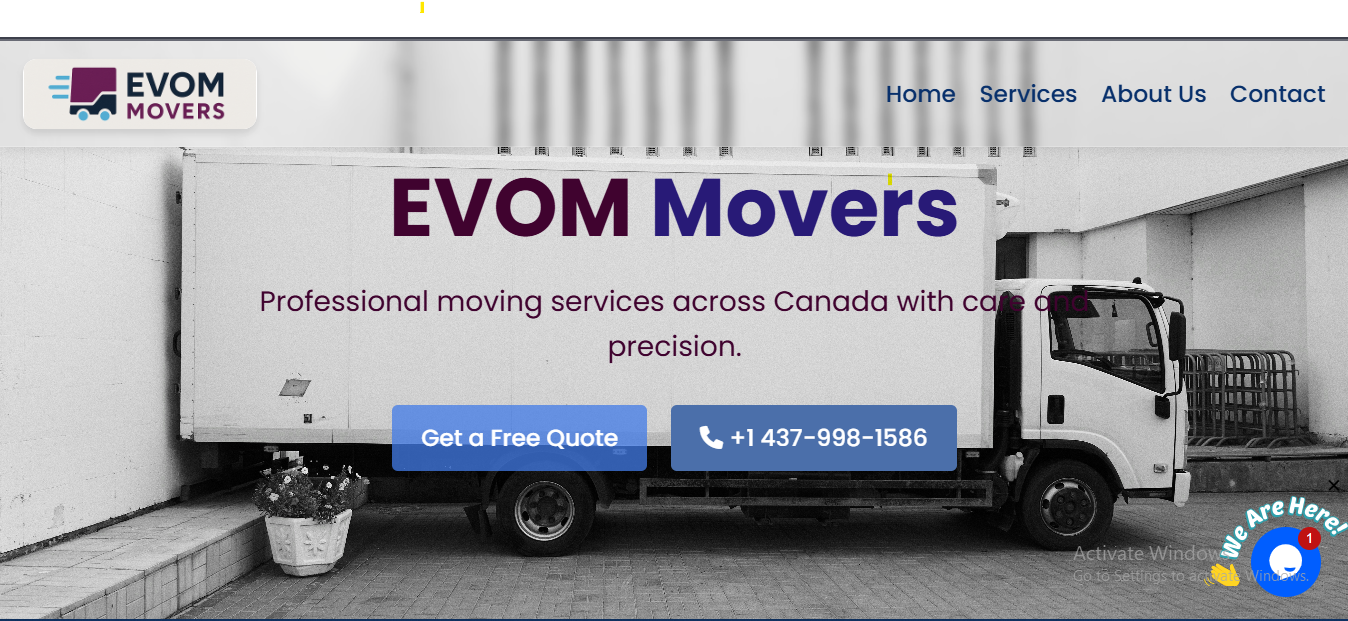 EVOM
MOVERS
Home Services About Us Contact
EVOM Movers
Professional moving services across Canada with care and
precision.
Get a Free Quote
+1 437-998-1586
We Are Here!
1
Activate Windows
Go to Settings to activate Windows.